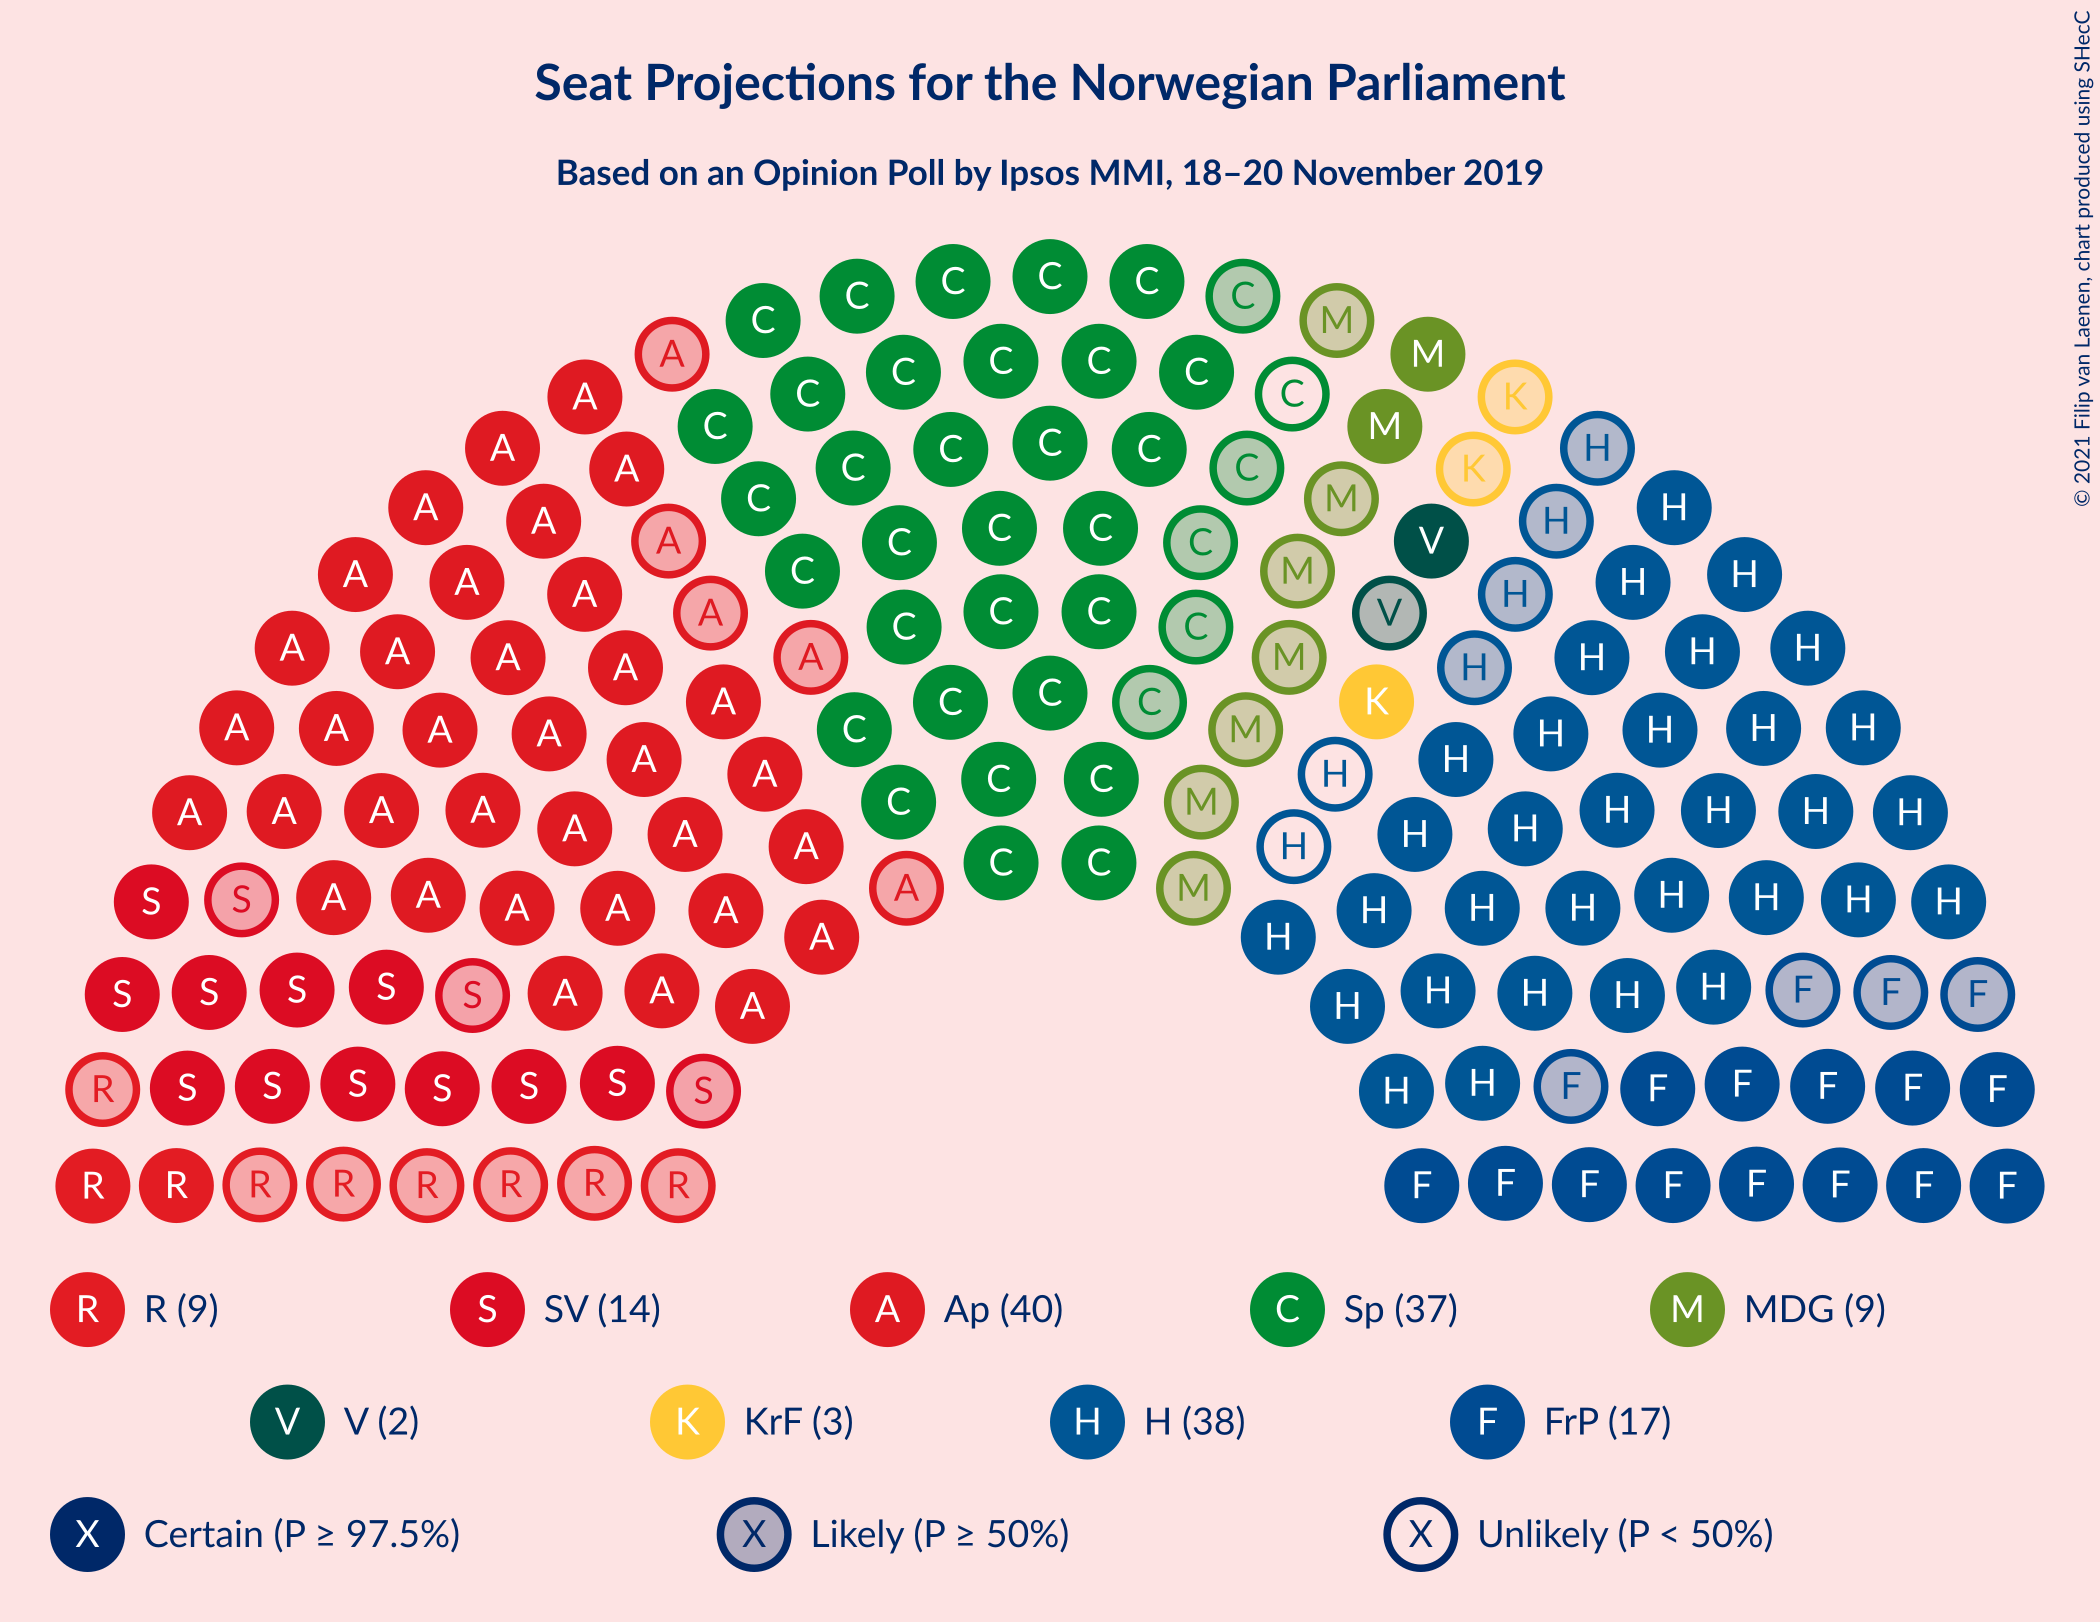 Seat Projections for the Norwegian Parliament
Based on an Opinion Poll by Ipsos MMI, 18–20 November 2019
© 2021 Filip van Laenen, chart produced using SHecC
C C C C C C C M M
A C C C C C C C M K
A A C C C C C C M M K H
A A A C C C C C C M V H H
A A A A C C C C C C M V H H H
A A A A A C C C C M K H H H H
A A A A A A C C C M H H H H H H
A A A A A A A C C M H H H H H H H
S S A A A A A A A H H H H H H H H
S S S S S A A A H H H H H F F F
R S S S S S S S H H F F F F F F
R R R R R R R R F F F F F F F F
R R (9) S SV (14) A Ap (40) C Sp (37) M MDG (9)
V V (2) K KrF (3) H H (38) F FrP (17)
X Certain (P ≥ 97.5%) X Likely (P ≥ 50%) X Unlikely (P < 50%)